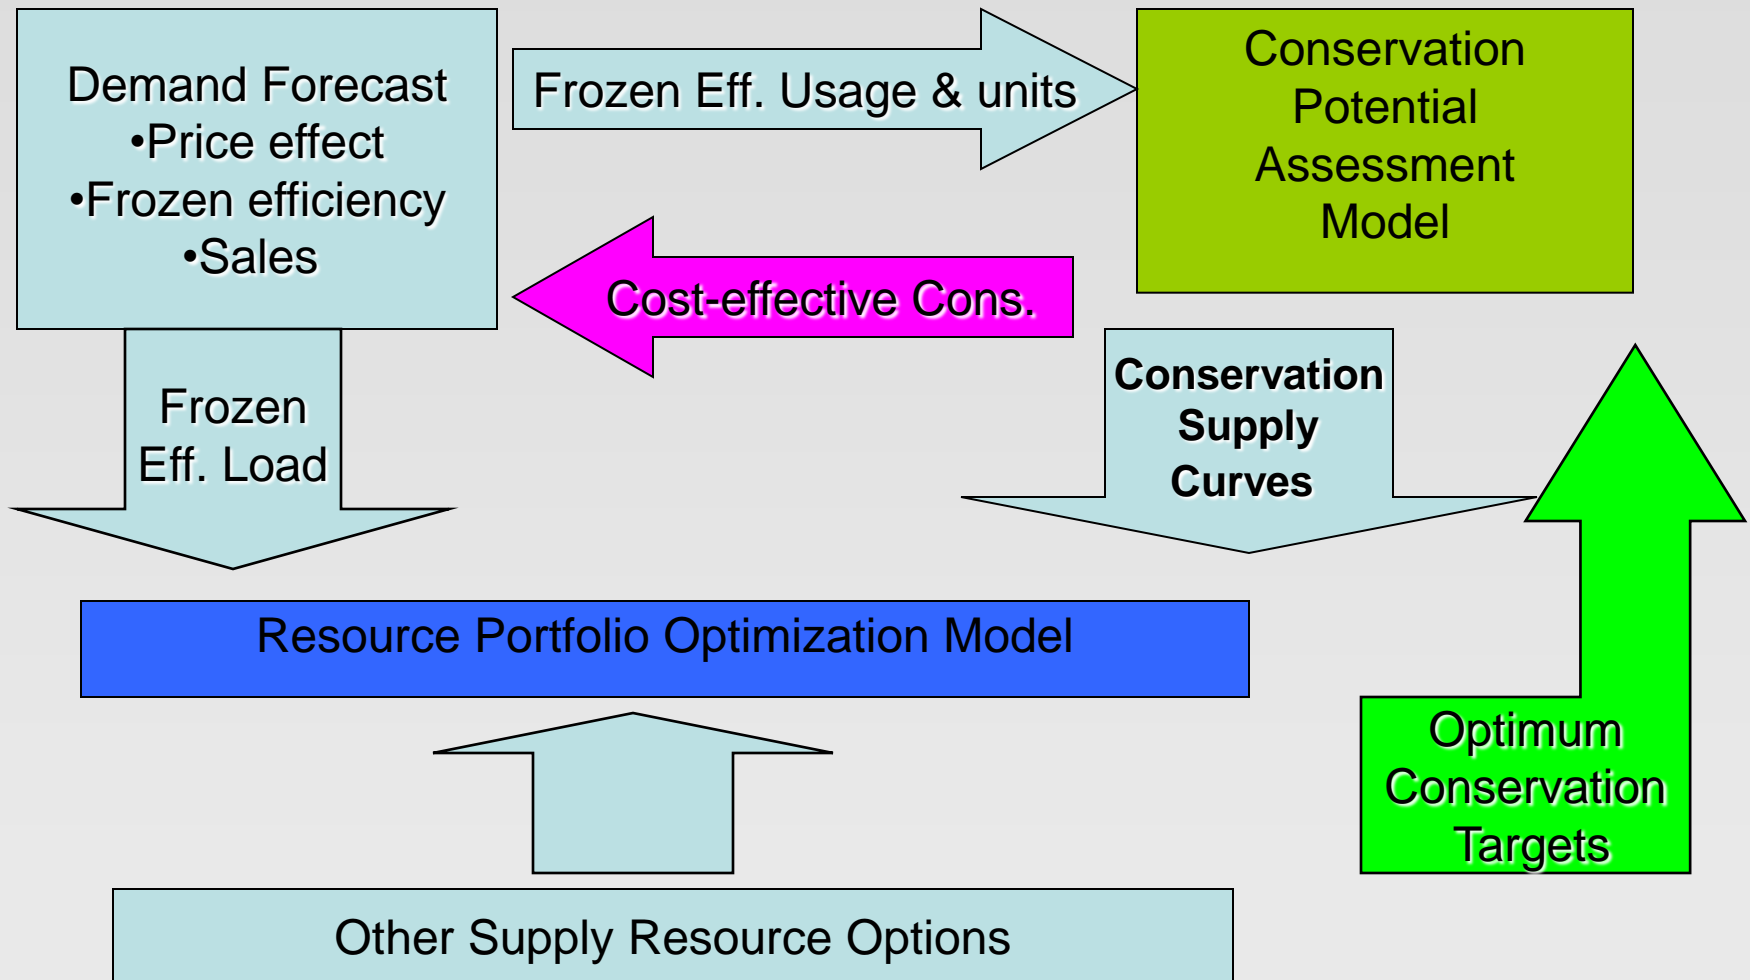 Demand Forecast
•Price effect
•Frozen efficiency
•Sales
Frozen Eff. Usage & units
Conservation
Potential
Assessment
Model
Cost-effective Cons.
Frozen
Eff. Load
Conservation
Supply
Curves
Resource Portfolio Optimization Model
Optimum
Conservation
Targets
Other Supply Resource Options